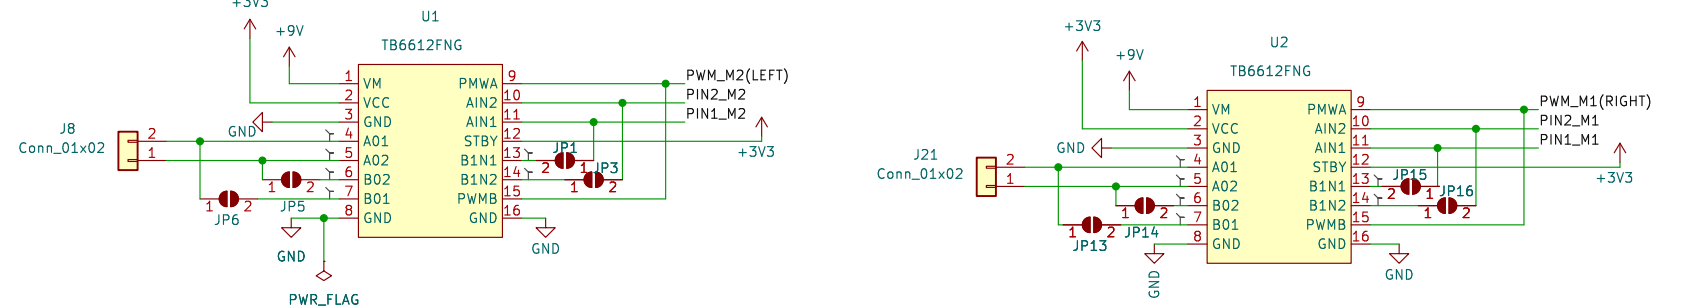 +3V3
+9V
U1
TB6612FNG
1 VM PMWA 9 PWM_M2(LEFT)
2 VCC AIN2 10 PIN2_M2
3 GND AIN1 11 PIN1_M2
4 A01 STBY 12
5 A02 B1N1 13
6 B02 B1N2 14
7 B01 PWMB 15
8 GND GND 16
GND
J8
Conn_01x02
2
1
1 JP5 2
1 JP6 2
2 JP1 1
1 JP3 2
+3V3
GND
GND
PWR_FLAG
+3V3
+9V
U2
TB6612FNG
1 VM PMWA 9 PWM_M1(RIGHT)
2 VCC AIN2 10 PIN2_M1
3 GND AIN1 11 PIN1_M1
4 A01 STBY 12
5 A02 B1N1 13
6 B02 B1N2 14
7 B01 PWMB 15
8 GND GND 16
GND
J21
Conn_01x02
2
1
1 JP14 2
1 JP13 2
2 JP15 1
1 JP16 2
+3V3
GND
GND